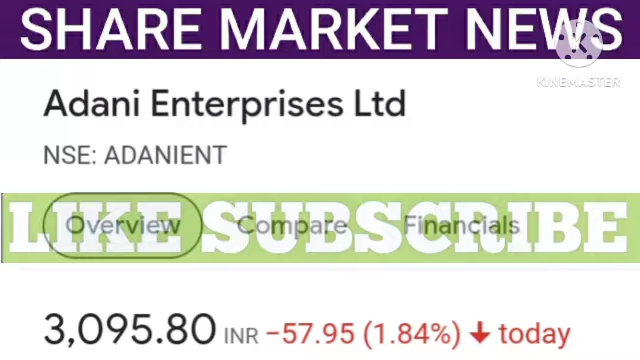 SHARE MARKET NEWS
KINEMASTER
Adani Enterprises Ltd
NSE: ADANIENT
Overview Compare Financials
LIKE SUBSCRIBE
3,095.80 INR −57.95 (1.84%) ↓ today